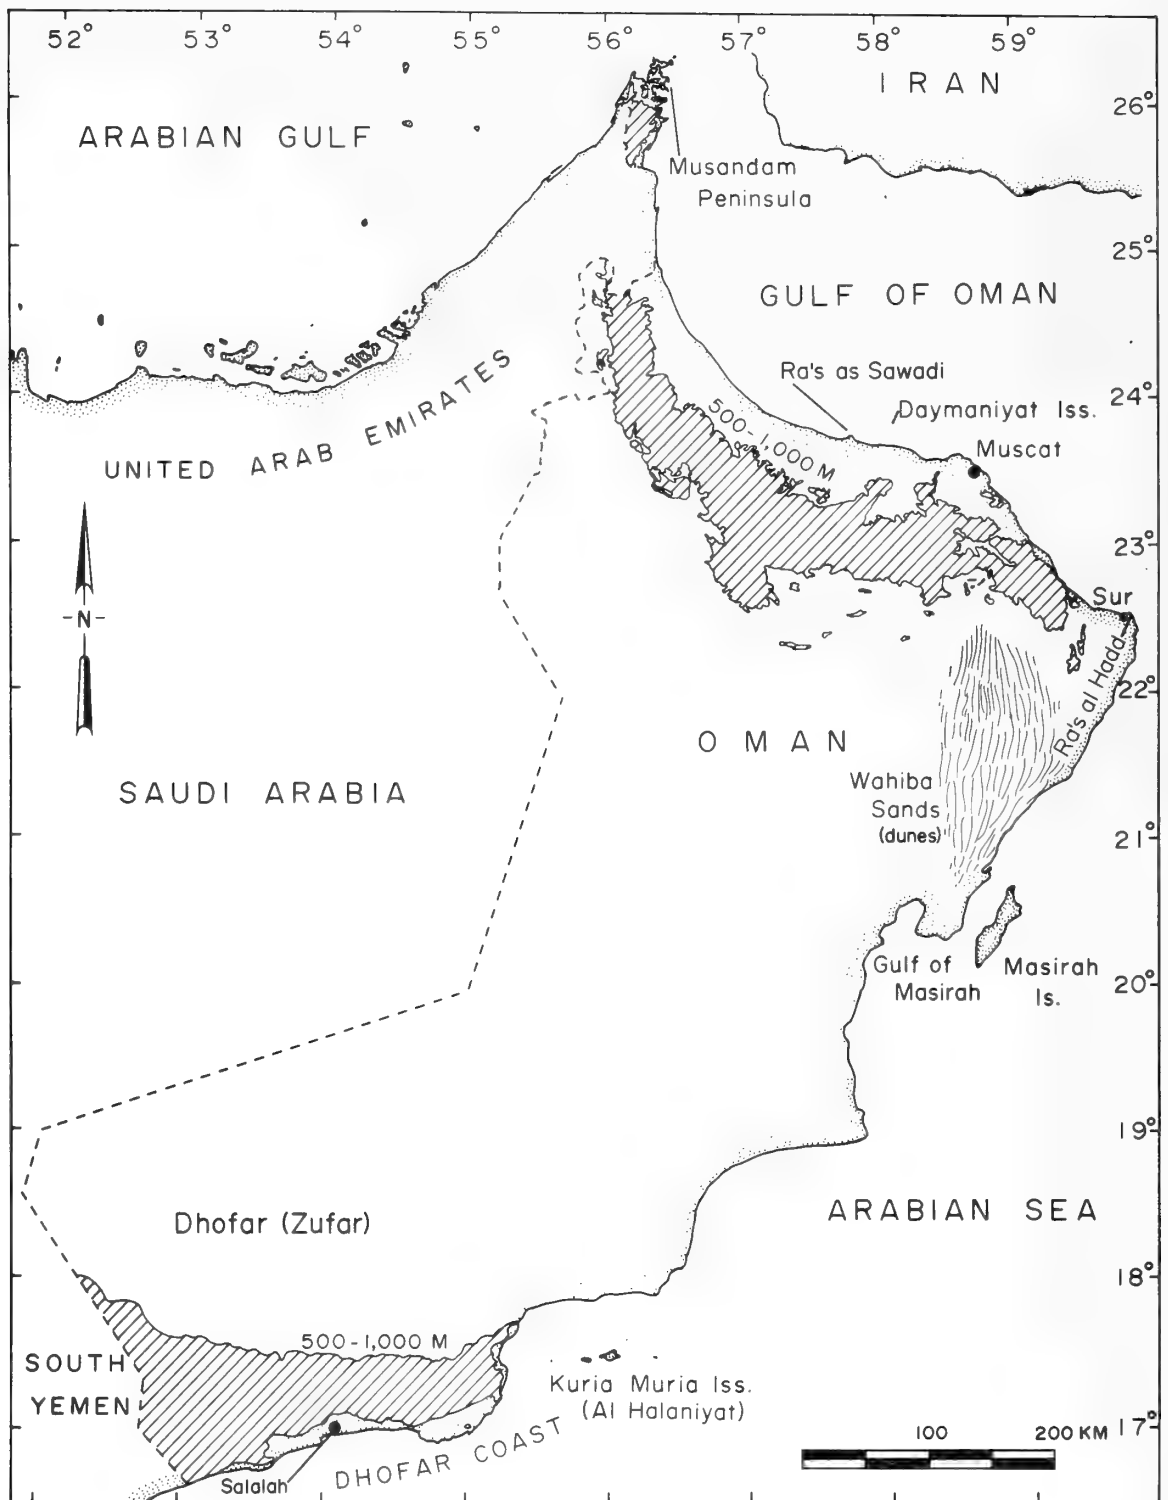 52° 53° 54° 55° 56° 57° 58° 59°
IRAN
26°
ARABIAN GULF
Musandam
Peninsula
25°
GULF OF OMAN
Ra's as Sawadi
24°
Daymaniyat Iss.
500-1,000 M
Muscat
UNITED ARAB EMIRATES
23°
Sur
-N-
Ra's al Hadd
22°
OMAN
SAUDI ARABIA
Wahiba
Sands
(dunes)
21°
Gulf of
Masirah
Masirah
Is.
20°
19°
Dhofar (Zufar)
ARABIAN SEA
18°
500-1,000 M
SOUTH
YEMEN
Kuria Muria Iss.
(Al Halaniyat)
17°
100 200 KM
DHOFAR COAST
Salalah